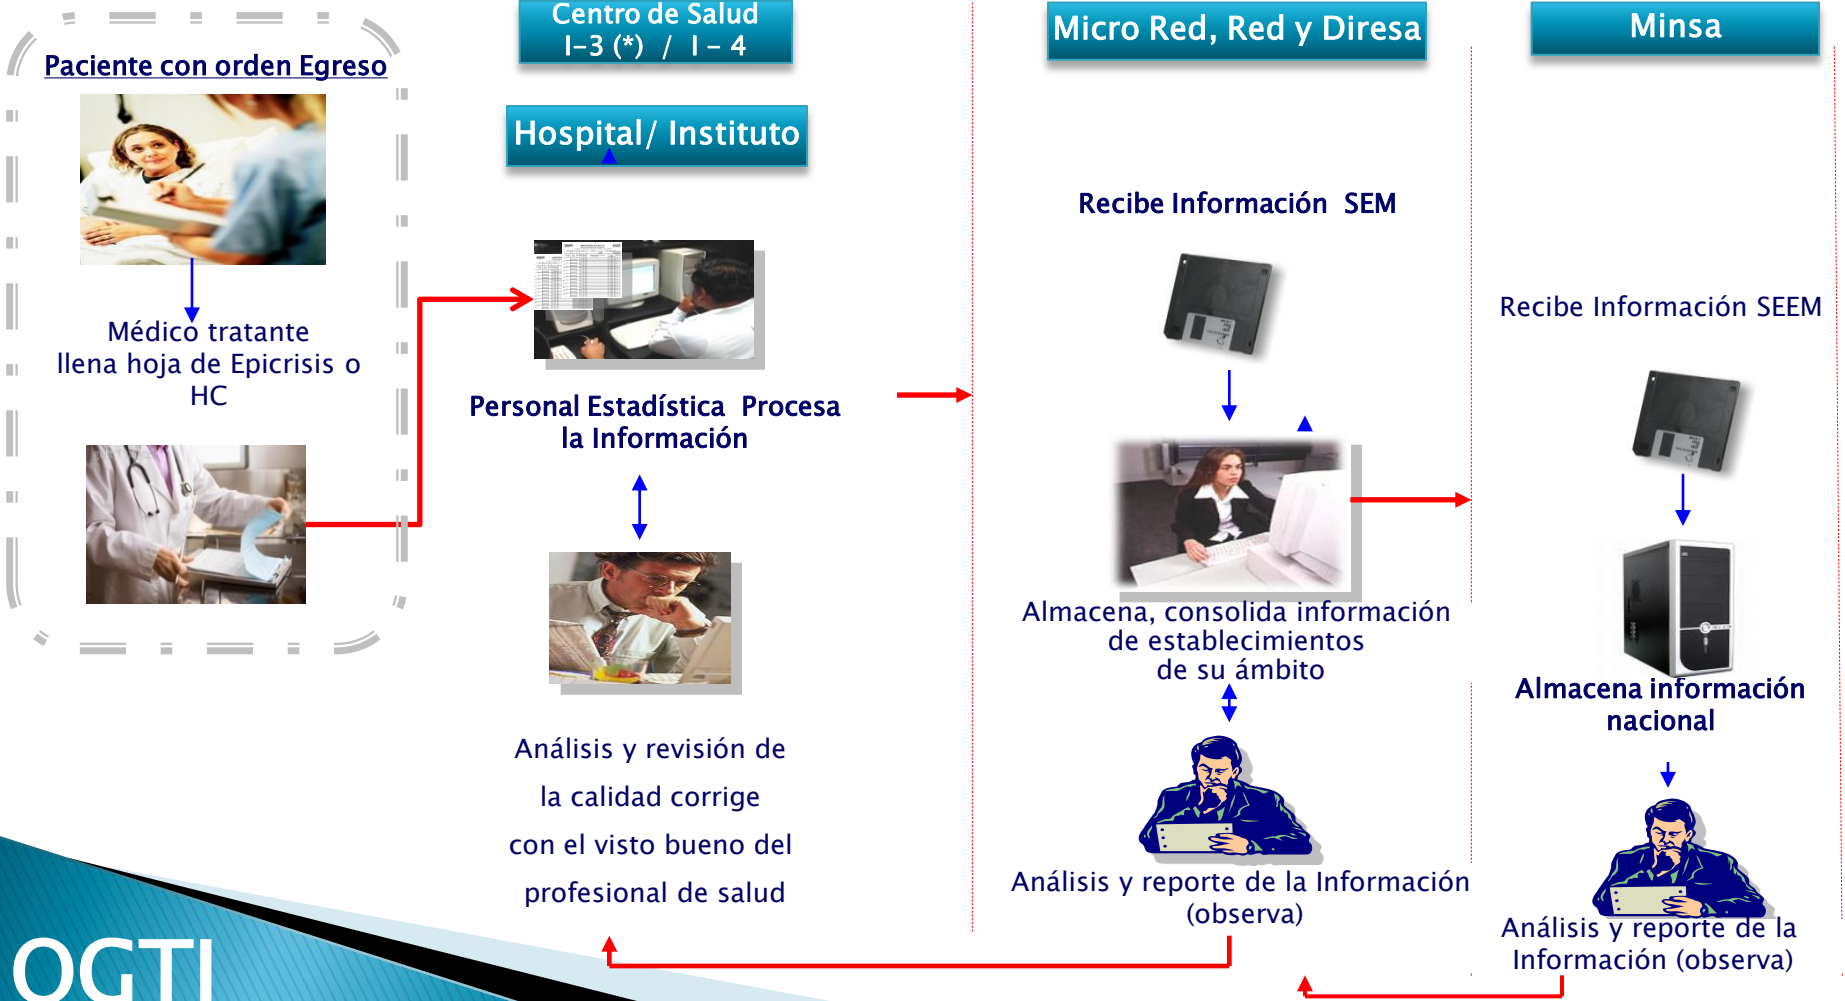 Paciente con orden Egreso
Médico tratante
llena hoja de Epicrisis o
HC
Centro de Salud
I-3 (*) / I - 4
Hospital/ Instituto
Personal Estadística Procesa
la Información
Análisis y revisión de
la calidad corrige
con el visto bueno del
profesional de salud
Micro Red, Red y Diresa
Recibe Información SEM
Almacena, consolida información
de establecimientos
de su ámbito
Análisis y reporte de la Información
(observa)
Minsa
Recibe Información SEEM
Almacena información
nacional
Análisis y reporte de la
Información (observa)
OGTI